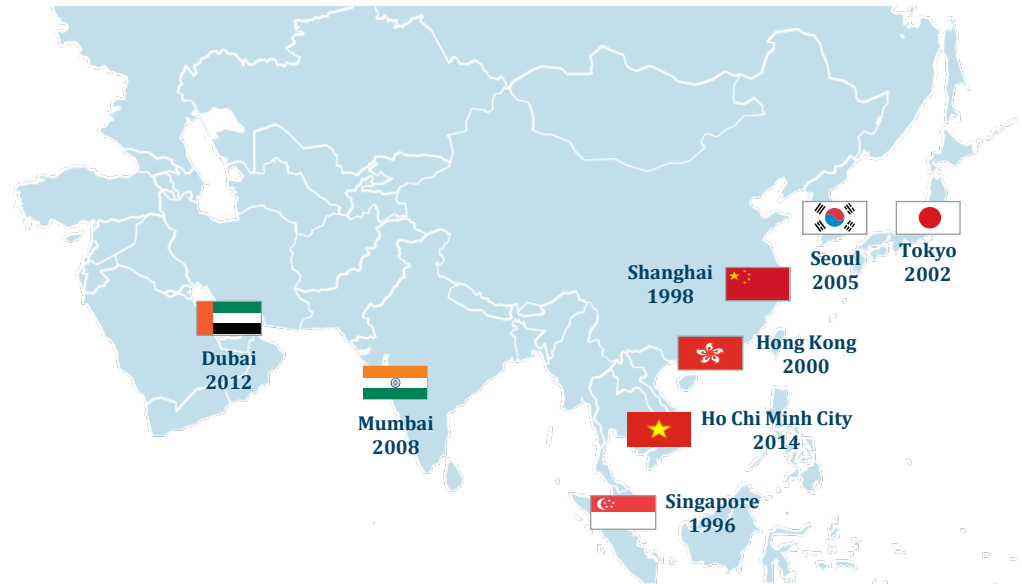 Seoul
2005
Tokyo
2002
Shanghai
1998
Hong Kong
2000
Dubai
2012
Mumbai
2008
Ho Chi Minh City
2014
Singapore
1996